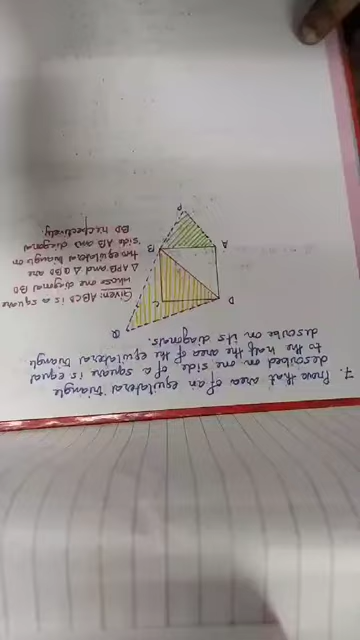 7. Prove that area of an equilateral triangle
described on one side of a square is equal
to the half the area of the equilateral triangle
describe on its diagonals.
Q
D
C
B
A
P
Given: ABCD is a square
whose one diagonal BD
△APB and △QBD are
two equilateral triangle on
side AB and diagonal
BD respectively.